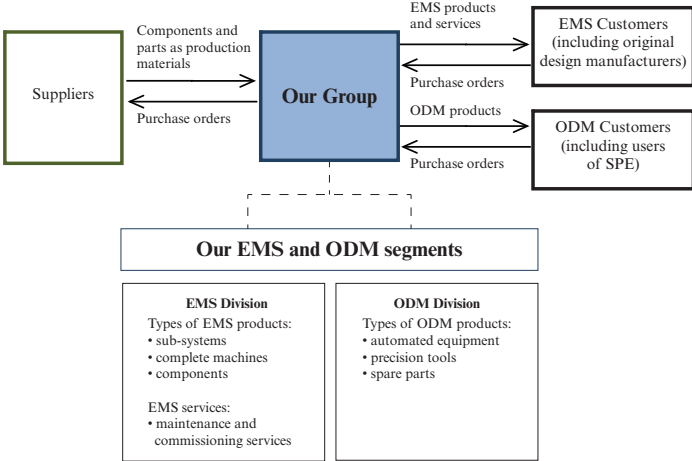 Components and
parts as production
materials
Suppliers
Purchase orders
Our Group
EMS products
and services
Purchase orders
ODM products
Purchase orders
EMS Customers
(including original
design manufacturers)
ODM Customers
(including users
of SPE)
Our EMS and ODM segments
EMS Division
Types of EMS products:
• sub-systems
• complete machines
• components
EMS services:
• maintenance and
commissioning services
ODM Division
Types of ODM products:
• automated equipment
• precision tools
• spare parts